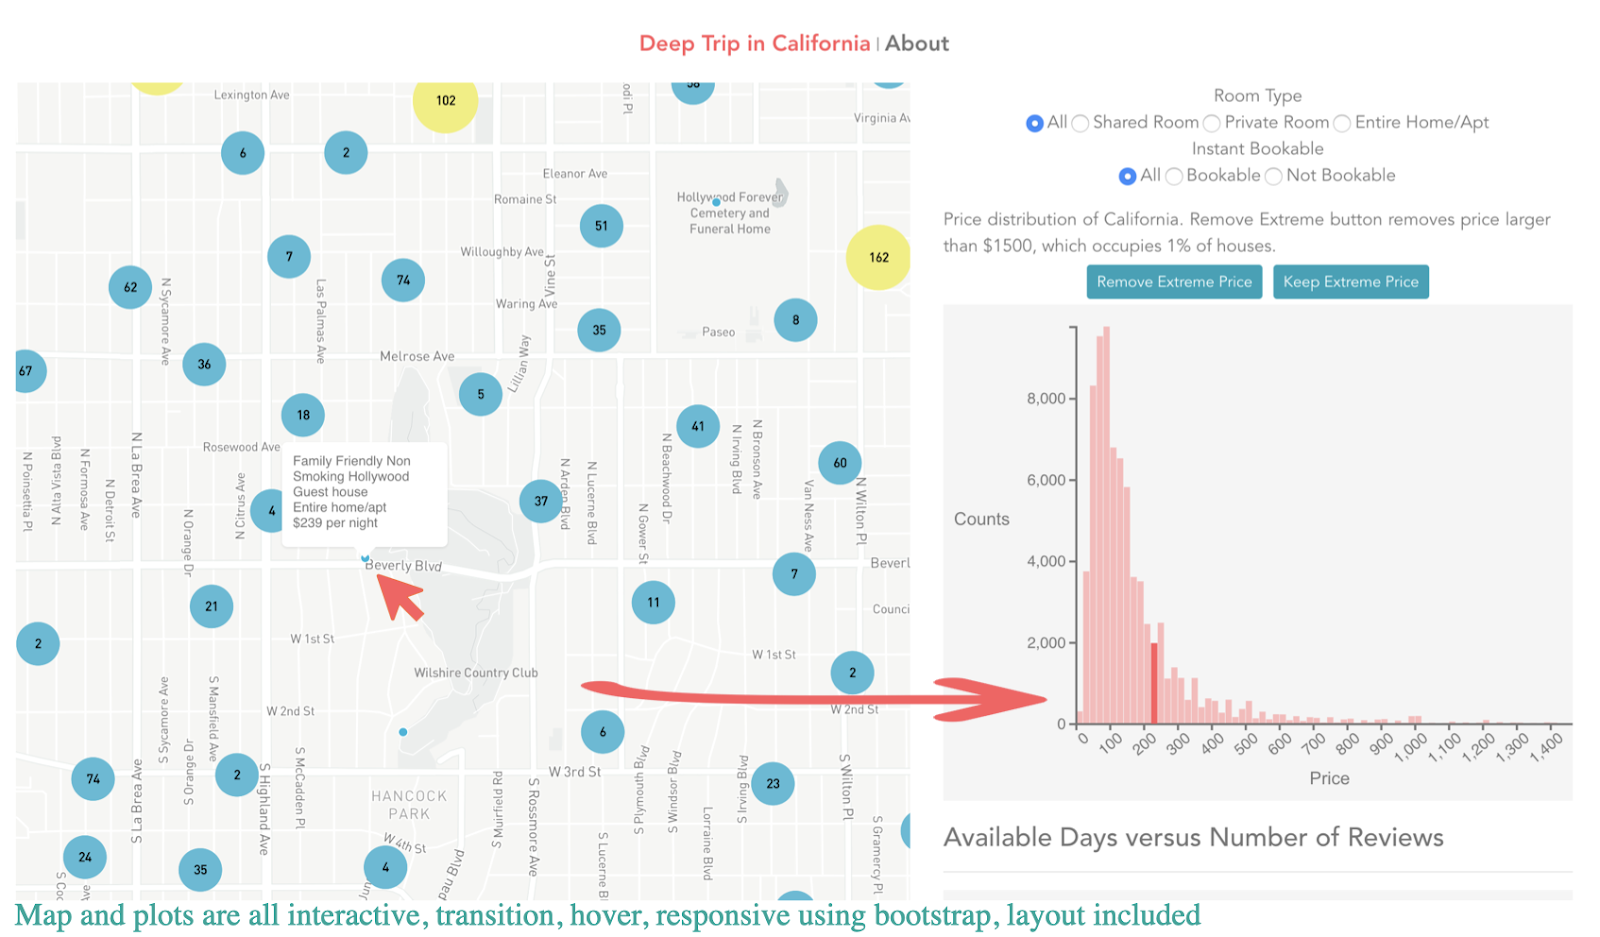 Deep Trip in California | About
Lexington Ave
102
38
Virginia Av
odi Pl
6
2
Eleanor Ave
Romaine St
Hollywood Forever
Cemetery and
Funeral Home
51
Willoughby Ave
Vine St
7
74
162
62
N Sycamore Ave
Las Palmas Ave
Waring Ave
35
Paseo
8
Melrose Ave
Lillian Way
67
36
5
18
41
Rosewood Ave
N Irving Blvd
N Bronson Ave
60
Family Friendly Non
Smoking Hollywood
Guest house
Entire home/apt
$239 per night
N Poinsettia Pl
N Alta Vista Blvd
N Formosa Ave
N Detroit St
N La Brea Ave
N Orange Dr
N Citrus Ave
4
37
N Arden Blvd
N Lucerne Blvd
N Gower St
N Beachwood Dr
Van Ness Ave
N Wilton Pl
Beverly Blvd
Beverl
7
21
11
Counci
2
W 1st St
W 1st St
Wilshire Country Club
2
S Sycamore Ave
S Mansfield Ave
W 2nd St
W 2nd St
6
S Orange Dr
74
2
W 3rd St
23
S La Brea Ave
S Highland Ave
S McCadden Pl
HANCOCK
PARK
S Muirfield Rd
S Rossmore Ave
S Plymouth Blvd
S Windsor Blvd
S Irving Blvd
S Wilton Pl
Lorraine Blvd
S Gramercy Pl
S Lucerne B
W 4th St
24
35
4
S Coc
ave
Jun
pau Blvd
Room Type
All Shared Room Private Room Entire Home/Apt
Instant Bookable
All Bookable Not Bookable
Price distribution of California. Remove Extreme button removes price larger
than $1500, which occupies 1% of houses.
Remove Extreme Price Keep Extreme Price
8,000
6,000
Counts
4,000
2,000
0
0 100 200 300 400 500 600 700 800 900 1,000 1,100 1,200 1,300 1,400
Price
Available Days versus Number of Reviews
Map and plots are all interactive, transition, hover, responsive using bootstrap, layout included